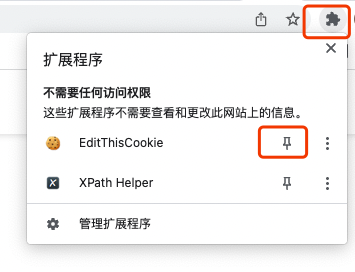 扩展程序
不需要任何访问权限
这些扩展程序不需要查看和更改此网站上的信息。
EditThisCookie
XPath Helper
管理扩展程序